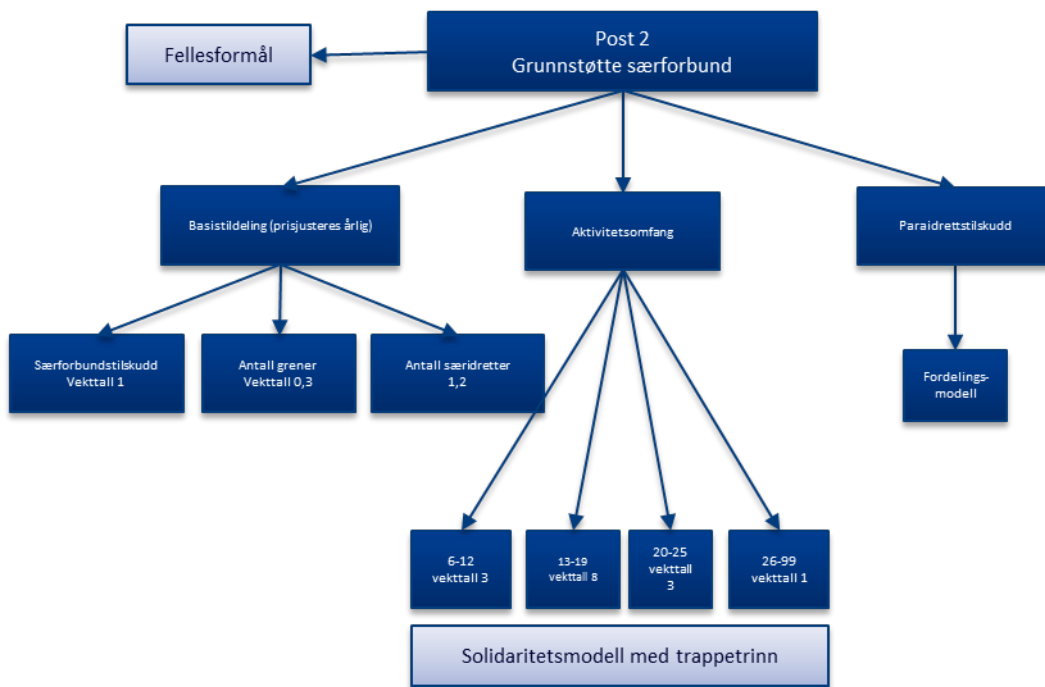 Fellesformål
Post 2
Grunnstøtte særforbund
Basistildeling (prisjusteres årlig)
Aktivitetsomfang
Paraidrettstilskudd
Særforbundstilskudd
Vekttall 1
Antall grener
Vekttall 0,3
Antall særidretter
1,2
Fordelings-
modell
6-12
vekttall 3
13-19
vekttall 8
20-25
vekttall
3
26-99
vekttall 1
Solidaritetsmodell med trappetrinn